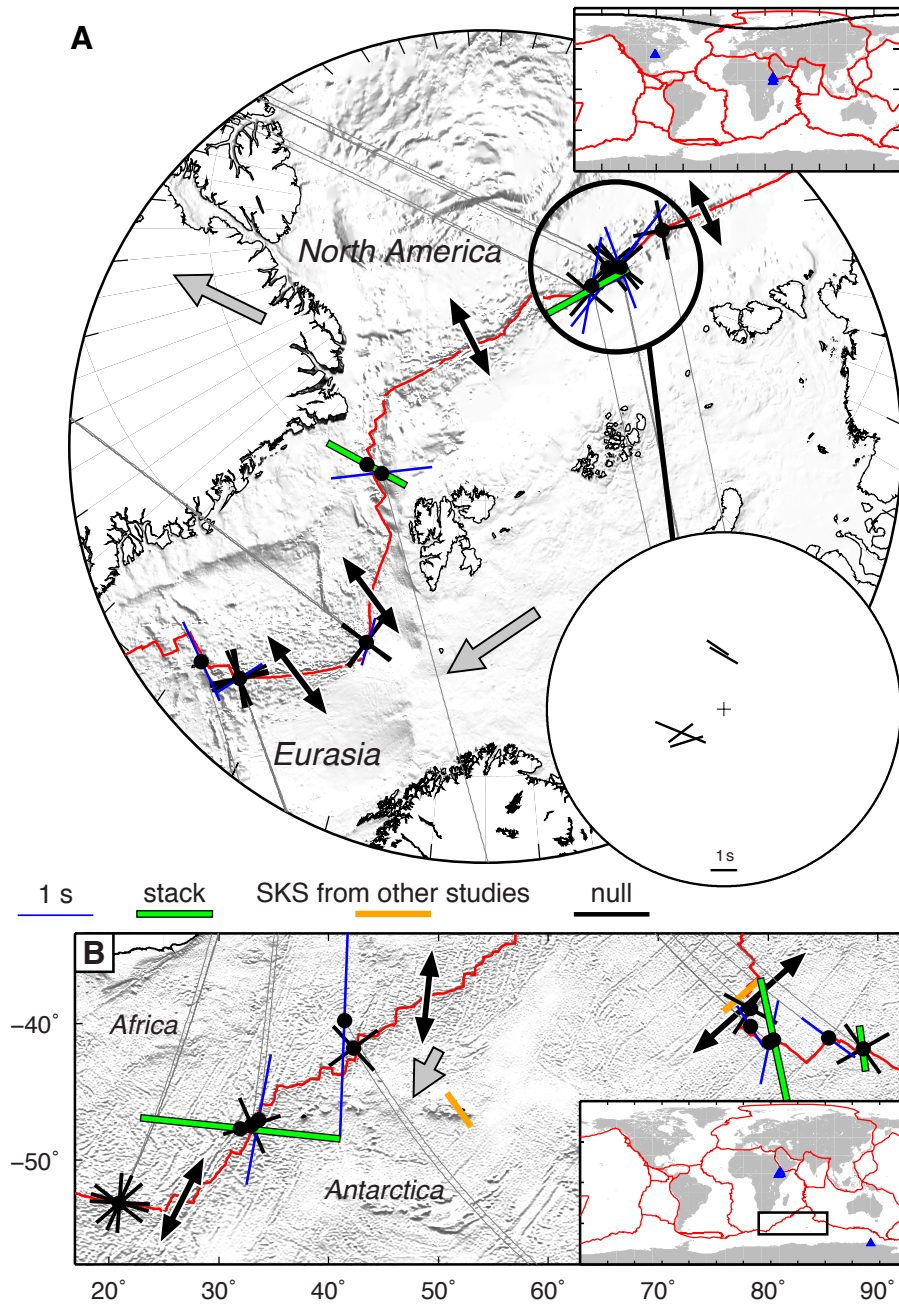 A
North America
Eurasia
1 s
1 s
stack
SKS from other studies
null
B
Africa
Antarctica
−40°
−50°
20° 30° 40° 50° 60° 70° 80° 90°